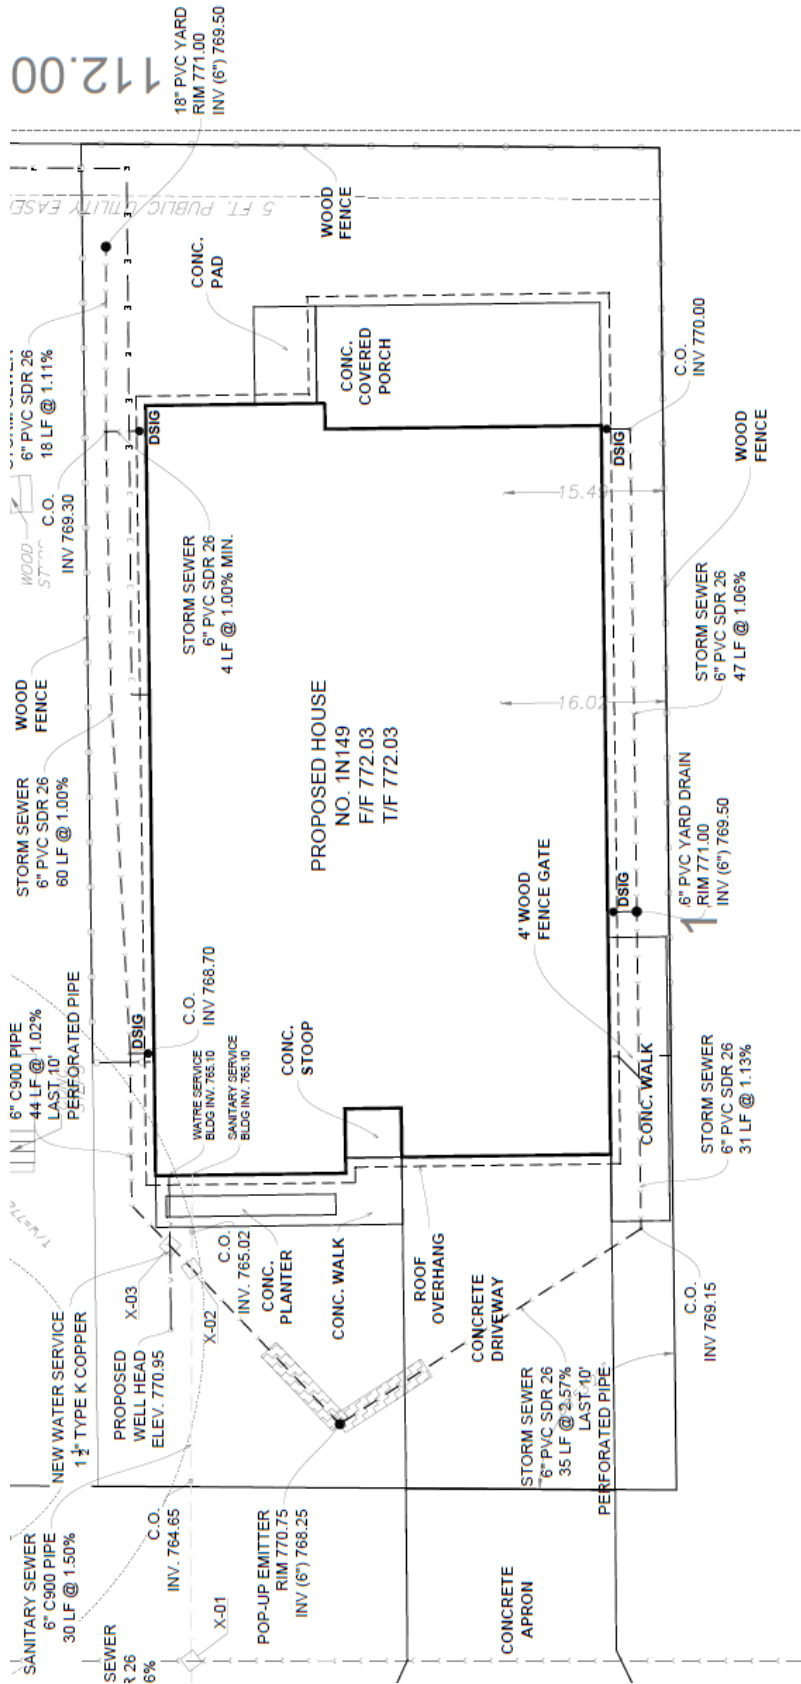 112.00
18" PVC YARD
RIM 771.00
INV (6") 769.50
5 FT. PUBLIC UTILITY EASE
WOOD
FENCE
CONC.
PAD
6" PVC SDR 26
18 LF @ 1.11%
C.O.
INV 769.30
WOOD
DSIG
CONC.
COVERED
PORCH
C.O.
INV 770.00
DSIG
WOOD
FENCE
15.49
STORM SEWER
6" PVC SDR 26
4 LF @ 1.00% MIN.
STORM SEWER
6" PVC SDR 26
47 LF @ 1.06%
WOOD
FENCE
16.02
PROPOSED HOUSE
NO. 1N149
F/F 772.03
T/F 772.03
STORM SEWER
6" PVC SDR 26
60 LF @ 1.00%
6" PVC YARD DRAIN
RIM 771.00
INV (6") 769.50
1
DSIG
4' WOOD
FENCE GATE
6" C900 PIPE
44 LF @ 1.02%
LAST 10'
PERFORATED PIPE
DSIG
C.O.
INV 768.70
WATRE SERVICE
BLDG INV. 765.10
SANITARY SERVICE
BLDG INV. 765.10
CONC.
STOOP
CONC. WALK
STORM SEWER
6" PVC SDR 26
31 LF @ 1.13%
X-03
X-02
C.O.
INV. 765.02
CONC.
PLANTER
CONC. WALK
ROOF
OVERHANG
CONCRETE
DRIVEWAY
C.O.
INV 769.15
NEW WATER SERVICE
1 1/2" TYPE K COPPER
PROPOSED
WELL HEAD
ELEV. 770.95
STORM SEWER
6" PVC SDR 26
35 LF @ 2.57%
LAST 10'
PERFORATED PIPE
SANITARY SEWER
6" C900 PIPE
30 LF @ 1.50%
C.O.
INV. 764.65
POP-UP EMITTER
RIM 770.75
INV (6") 768.25
X-01
CONCRETE
APRON
SEWER
R 26
6%